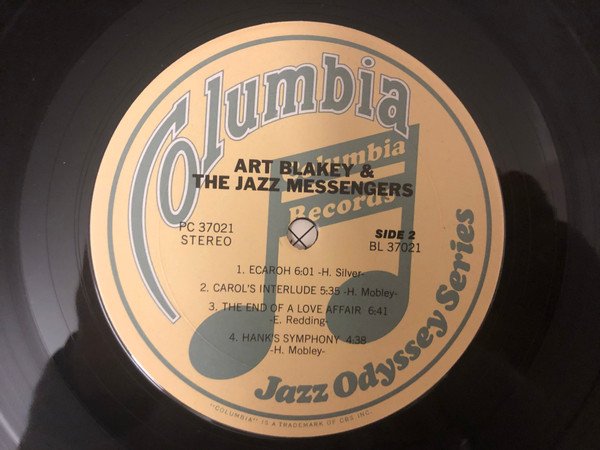 Columbia
Columbia
Records
ART BLAKEY &
THE JAZZ MESSENGERS
PC 37021
STEREO
SIDE 2
BL 37021
1. ECAROH 6:01 -H. Silver-
2. CAROL'S INTERLUDE 5:35 -H. Mobley-
3. THE END OF A LOVE AFFAIR 6:41
-E. Redding-
4. HANK'S SYMPHONY 4:38
-H. Mobley-
Jazz Odyssey Series
"COLUMBIA" IS A TRADEMARK OF CBS, INC.